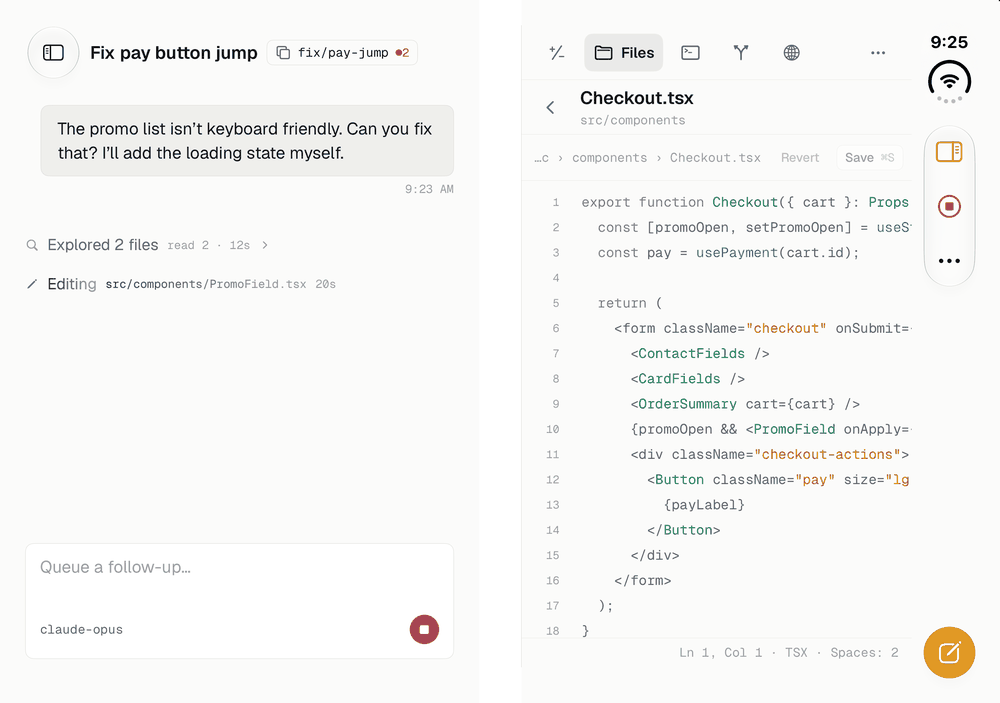 Fix pay button jump
fix/pay-jump
2
The promo list isn’t keyboard friendly. Can you fix
that? I’ll add the loading state myself.
9:23 AM
Explored 2 files read 2 · 12s
Editing src/components/PromoField.tsx 20s
Queue a follow-up…
claude-opus
Files
9:25
Checkout.tsx
src/components
…c › components › Checkout.tsx Revert Save ⌘S
1 export function Checkout({ cart }: Props
2 const [promoOpen, setPromoOpen] = useS
3 const pay = usePayment(cart.id);
4
5 return (
6 <form className="checkout" onSubmit=
7 <ContactFields />
8 <CardFields />
9 <OrderSummary cart={cart} />
10 {promoOpen && <PromoField onApply=
11 <div className="checkout-actions">
12 <Button className="pay" size="lg
13 {payLabel}
14 </Button>
15 </div>
16 </form>
17 );
18 }
Ln 1, Col 1 · TSX · Spaces: 2